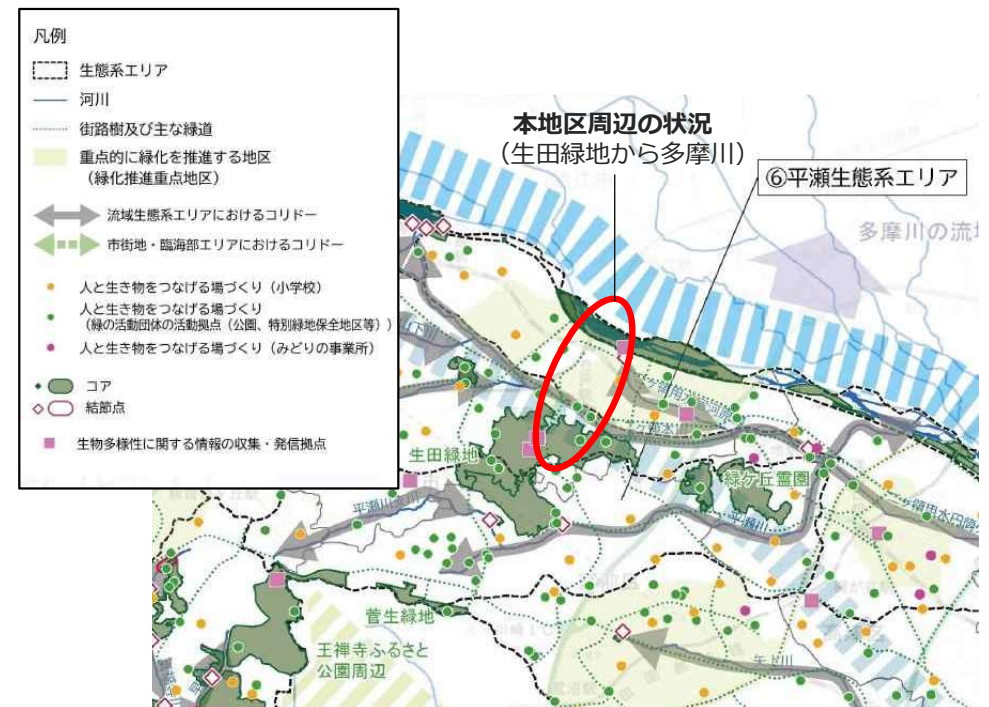 凡例
生態系エリア
河川
街路樹及び主な緑道
重点的に緑化を推進する地区
（緑化推進重点地区）
流域生態系エリアにおけるコリドー
市街地・臨海部エリアにおけるコリドー
人と生き物をつなげる場づくり（小学校）
人と生き物をつなげる場づくり
（緑の活動団体の活動拠点（公園、特別緑地保全地区等））
人と生き物をつなげる場づくり（みどりの事業所）
コア
結節点
生物多様性に関する情報の収集・発信拠点
本地区周辺の状況
（生田緑地から多摩川）
⑥平瀬生態系エリア
多摩川の流
生田緑地
緑ケ丘霊園
平瀬川
菅生緑地
王禅寺ふるさと
公園周辺
矢上川